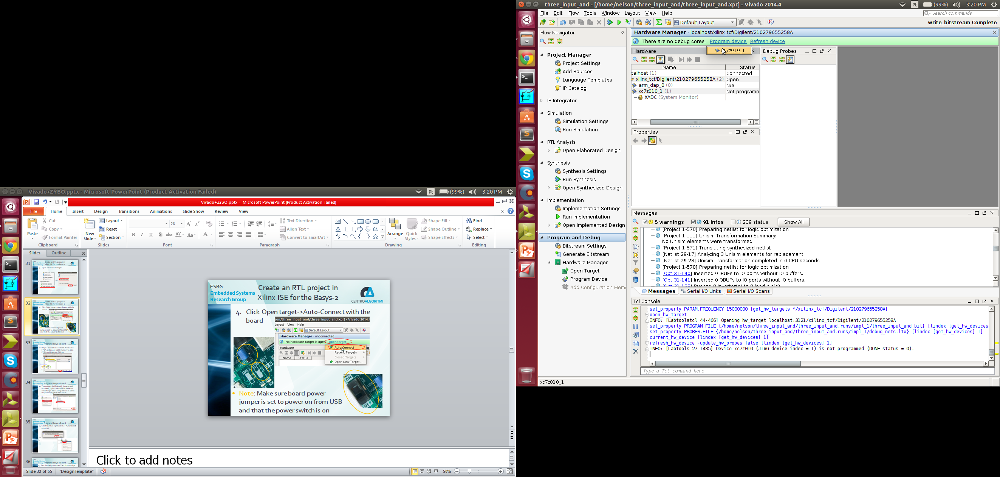 three_input_and - [/home/nelson/three_input_and/three_input_and.xpr] - Vivado 2014.4
Pt (99%) 3:20 PM
File Edit Flow Tools Window Layout View Help
Search commands
Default Layout
write_bitstream Complete
Flow Navigator
Project Manager
Project Settings
Add Sources
Language Templates
IP Catalog
IP Integrator
Simulation
Simulation Settings
Run Simulation
RTL Analysis
Open Elaborated Design
Synthesis
Synthesis Settings
Run Synthesis
Open Synthesized Design
Implementation
Implementation Settings
Run Implementation
Open Implemented Design
Program and Debug
Bitstream Settings
Generate Bitstream
Hardware Manager
Open Target
Program Device
Add Configuration Memo
Hardware Manager - localhost/xilinx_tcf/Digilent/210279655258A
There are no debug cores. Program device Refresh device
Hardware
7z010_1
Debug Probes
Name Status
calhost (1) Connected
xilinx_tcf/Digilent/210279655258A (2) Open
arm_dap_0 (0) N/A
xc7z010_1 (1) Not programm
XADC (System Monitor)
Properties
Messages
5 warnings 91 infos 239 status Show All
[Project 1-570] Preparing netlist for logic optimization
[Project 1-111] Unisim Transformation Summary:
No Unisim elements were transformed.
[Project 1-571] Translating synthesized netlist
[Netlist 29-17] Analyzing 3 Unisim elements for replacement
[Netlist 29-28] Unisim Transformation completed in 0 CPU seconds
[Project 1-570] Preparing netlist for logic optimization
[Opt 31-140] Inserted 0 IBUFs to IO ports without IO buffers.
[Opt 31-141] Inserted 0 OBUFs to IO ports without IO buffers.
[Opt 31-138] Pushed 0 inverter(s) to 0 load pin(s).
Messages Serial I/O Links Serial I/O Scans
Tcl Console
set_property PARAM.FREQUENCY 15000000 [get_hw_targets */xilinx_tcf/Digilent/210279655258A]
open_hw_target
INFO: [Labtoolstcl 44-466] Opening hw_target localhost:3121/xilinx_tcf/Digilent/210279655258A
set_property PROGRAM.FILE {/home/nelson/three_input_and/three_input_and.runs/impl_1/three_input_and.bit} [lindex [get_hw_devices
set_property PROBES.FILE {/home/nelson/three_input_and/three_input_and.runs/impl_1/debug_nets.ltx} [lindex [get_hw_devices] 1]
current_hw_device [lindex [get_hw_devices] 1]
refresh_hw_device -update_hw_probes false [lindex [get_hw_devices] 1]
INFO: [Labtools 27-1435] Device xc7z010 (JTAG device index = 1) is not programmed (DONE status = 0).
Type a Tcl command here
xc7z010_1
Vivado+ZYBO.pptx - Microsoft PowerPoint (Product Activation Failed)
Pt (99%) 3:20 PM
Vivado+ZYBO.pptx - Microsoft PowerPoint (Product Activation Failed)
File Home Insert Design Transitions Animations Slide Show Review View
Paste Cut Copy Format Painter
Clipboard
New Slide Layout Reset Section
Slides
28
Font
Text Direction Align Text Convert to SmartArt
Paragraph
Arrange Quick Styles Shape Fill Shape Outline Shape Effects
Drawing
Find Replace Select
Editing
Slides Outline
31
32
33
34
35
36
ESRG
Embedded Systems
Research Group
Create an RTL project in
Xilinx ISE for the Basys-2
CENTROALGORITMI
4. Click Open target->Auto-Connect with the
board
son/three_input_and/three_input_and.xpr] - Vivado 2014.4
Layout View Help
Default Layout
Hardware Manager - unconnected
No hardware target is open Open target
Hardware
Auto Connect
Recent Targets
Closed Targets
Open New Target...
Name Status
ON
OFF
Note: Make sure board power
jumper is set to power on from USB
and that the power switch is on
Click to add notes
Slide 32 of 55 "DesignTemplate" 50%